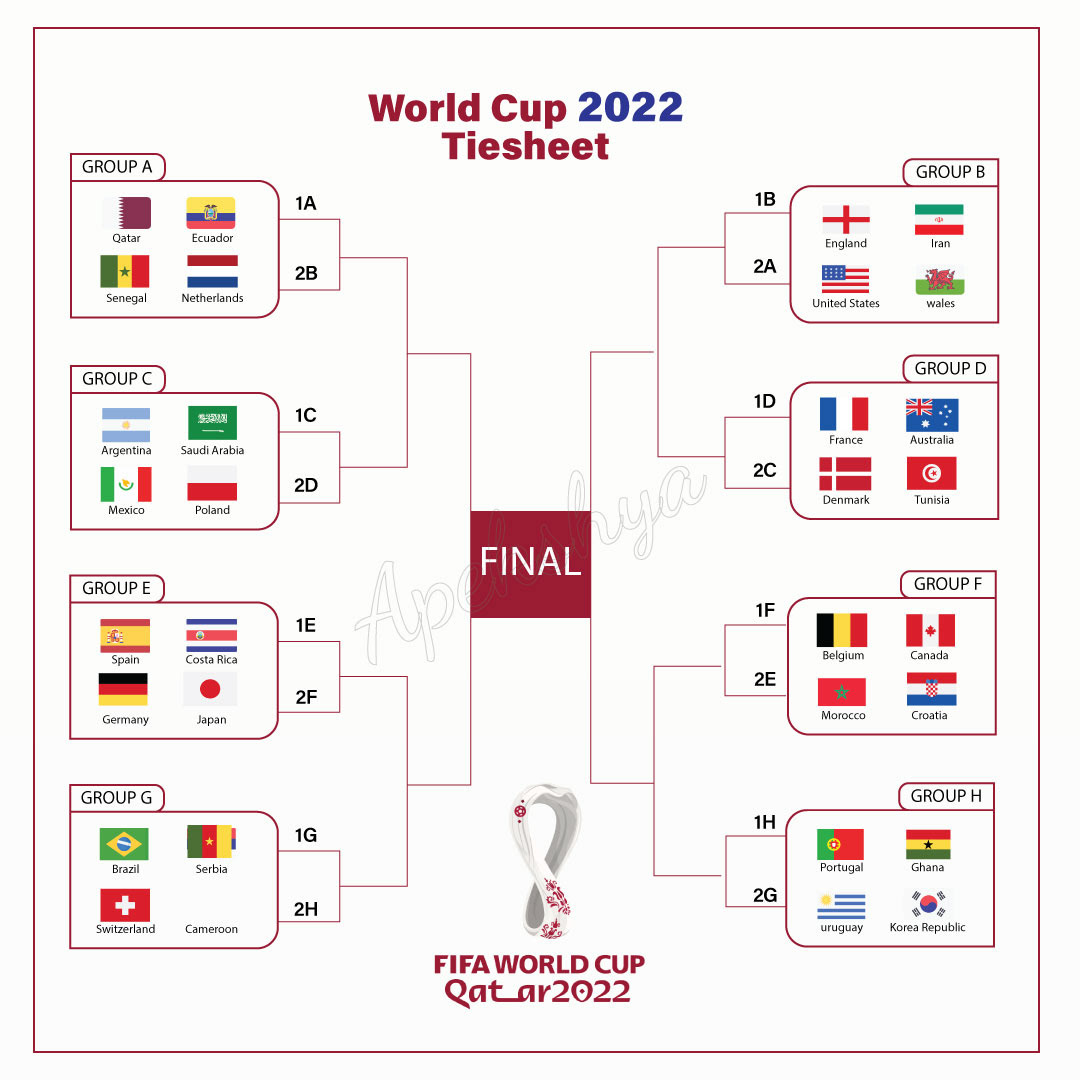 World Cup 2022
Tiesheet
GROUP A
Qatar Ecuador
Senegal Netherlands
1A
2B
GROUP C
Argentina Saudi Arabia
Mexico Poland
1C
2D
GROUP E
Spain Costa Rica
Germany Japan
1E
2F
GROUP G
Brazil Serbia
Switzerland Cameroon
1G
2H
FINAL
Apekshya
GROUP B
1B
2A
England Iran
United States wales
GROUP D
1D
2C
France Australia
Denmark Tunisia
GROUP F
1F
2E
Belgium Canada
Morocco Croatia
GROUP H
1H
2G
Portugal Ghana
uruguay Korea Republic
FIFA WORLD CUP
Qatar2022